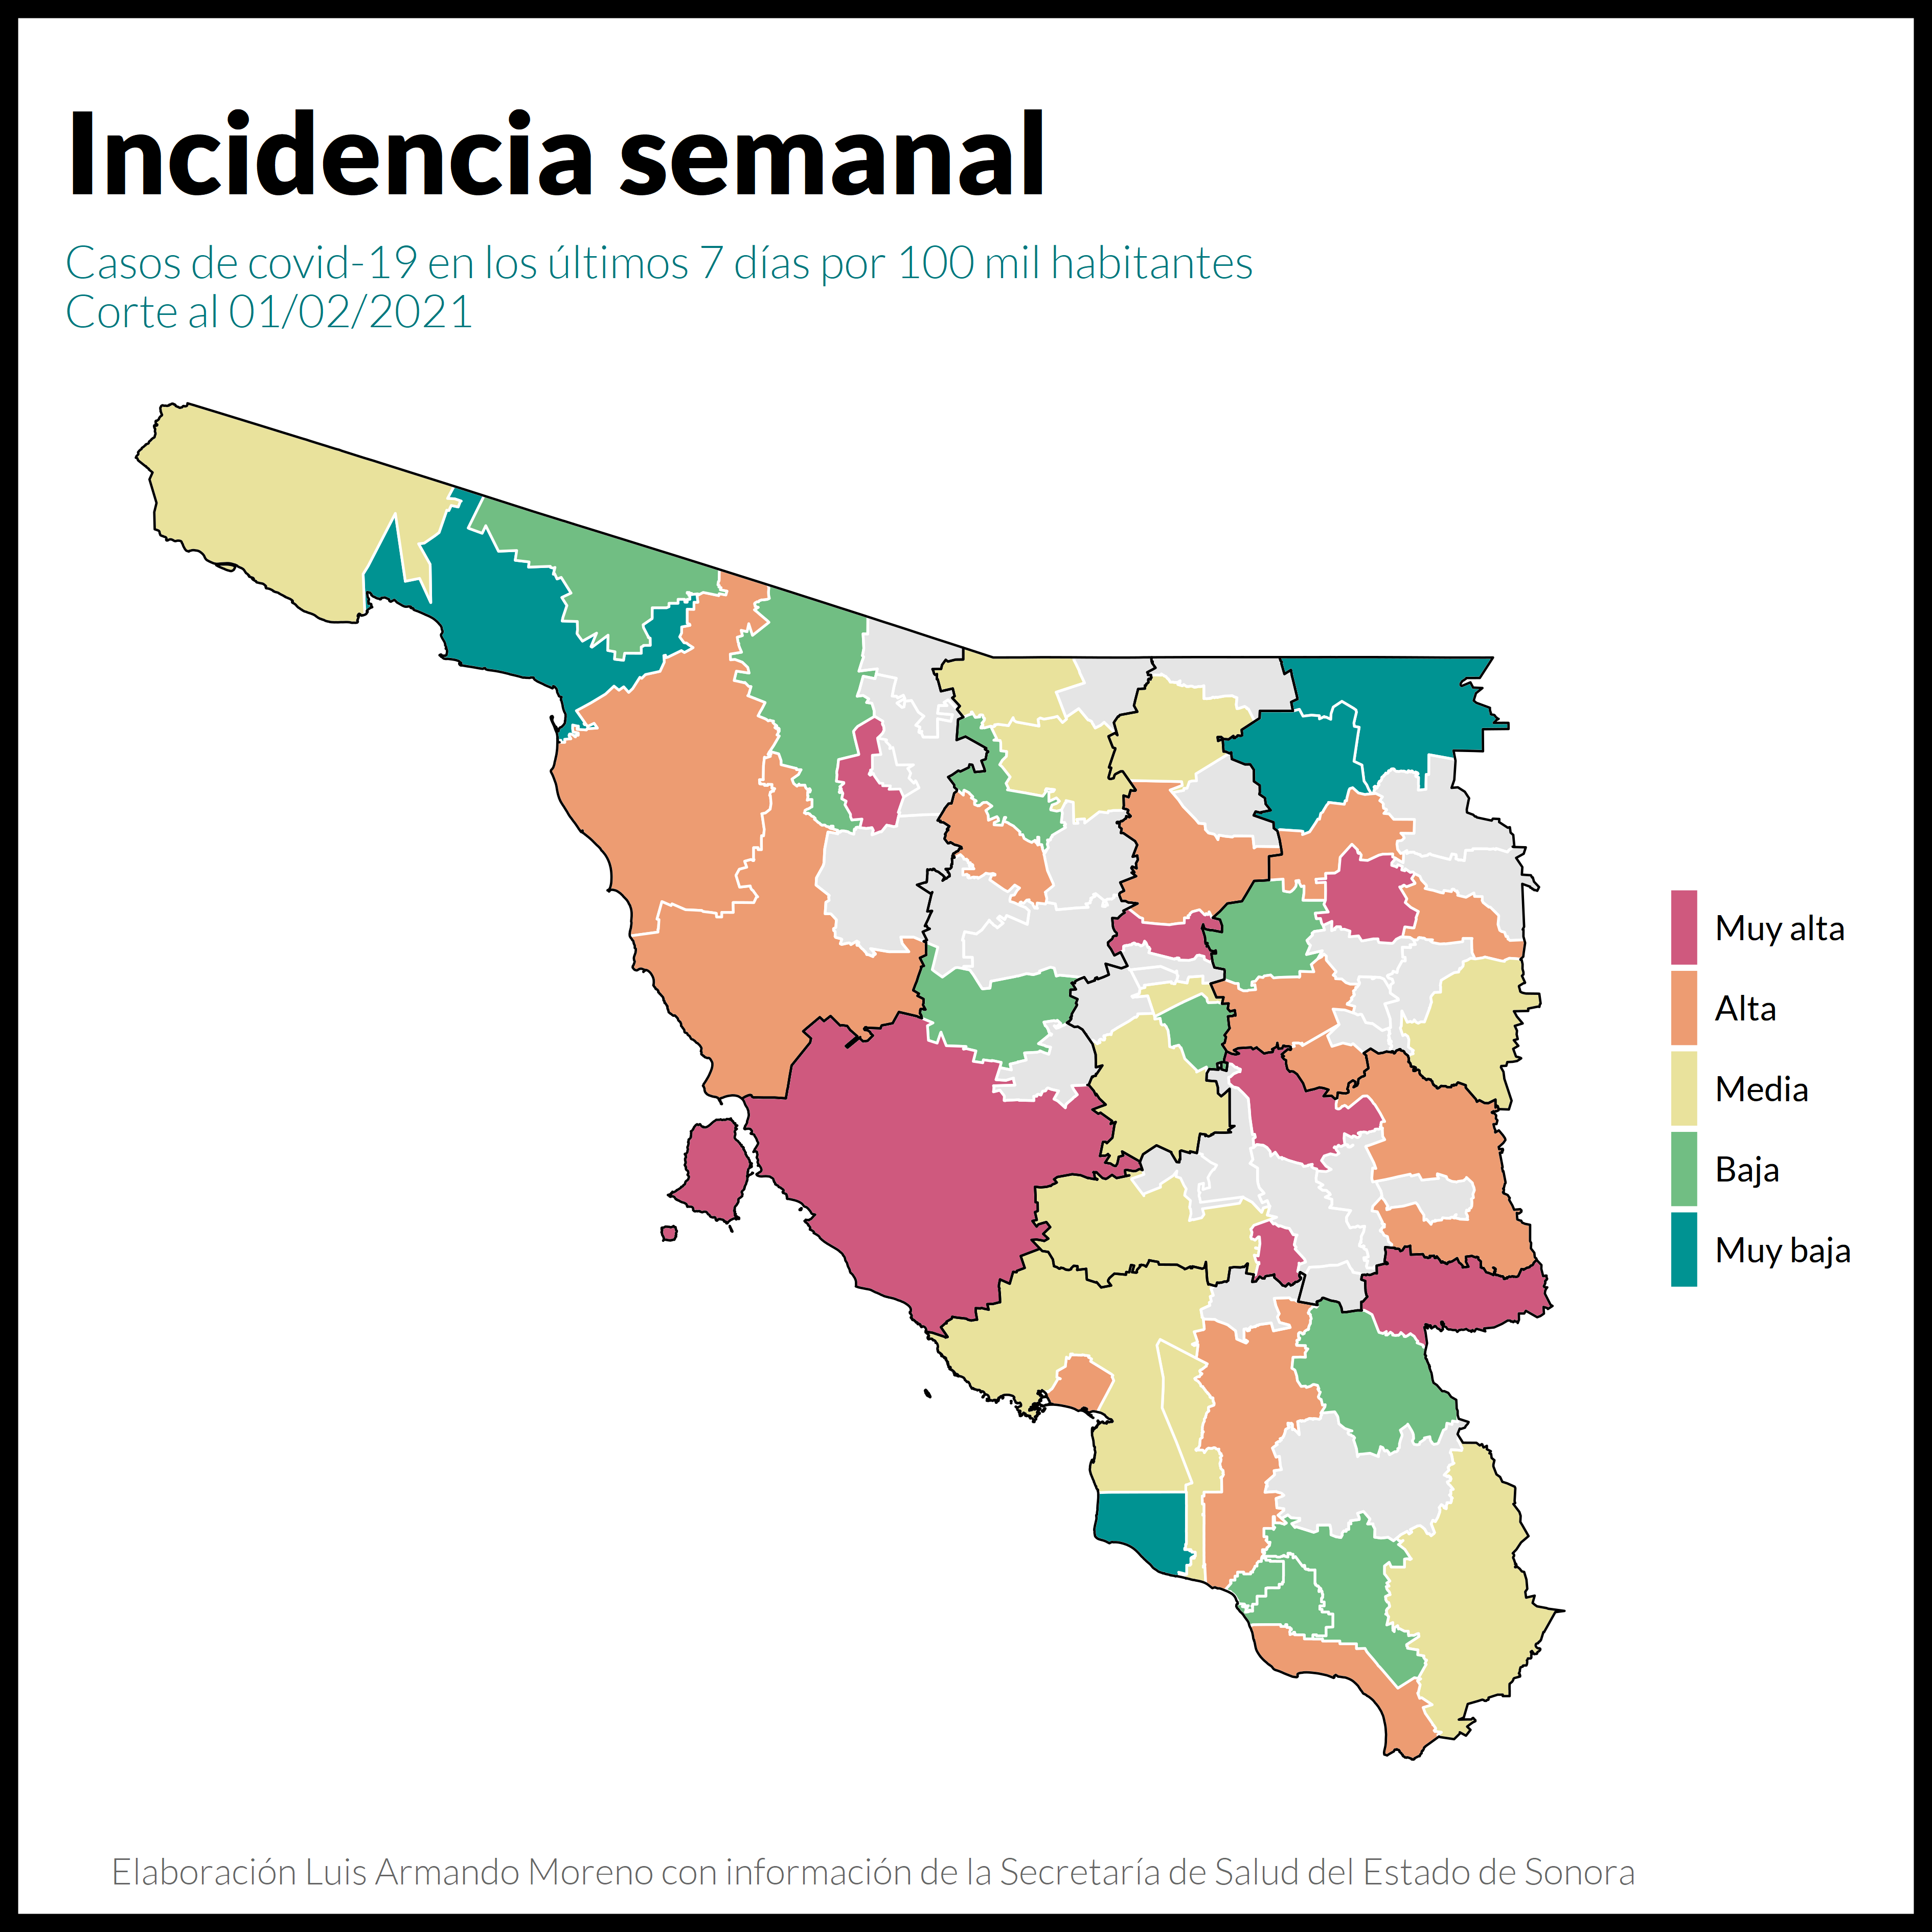 Incidencia semanal
Casos de covid-19 en los últimos 7 días por 100 mil habitantes
Corte al 01/02/2021
Muy alta
Alta
Media
Baja
Muy baja
Elaboración Luis Armando Moreno con información de la Secretaría de Salud del Estado de Sonora